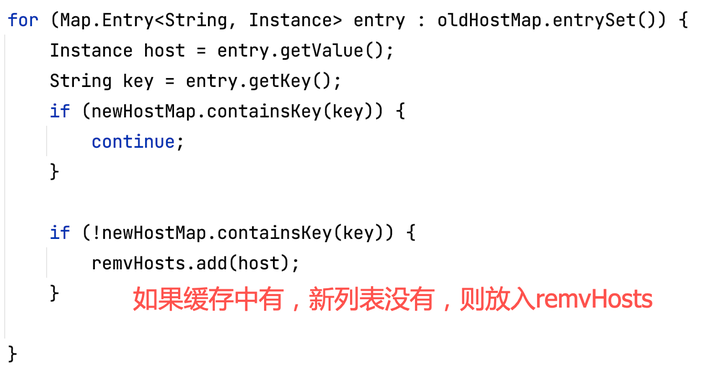 for (Map.Entry<String, Instance> entry : oldHostMap.entrySet()) {
    Instance host = entry.getValue();
    String key = entry.getKey();
    if (newHostMap.containsKey(key)) {
        continue;
    }
    if (!newHostMap.containsKey(key)) {
        remvHosts.add(host);
    }
如果缓存中有，新列表没有，则放入remvHosts
}